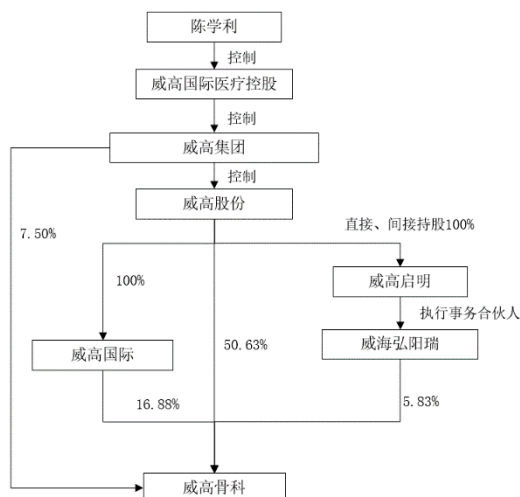 陈学利
控制
威高国际医疗控股
控制
威高集团
控制
威高股份
7.50%
直接、间接持股100%
100%
威高启明
执行事务合伙人
威高国际
50.63%
威海弘阳瑞
16.88%
5.83%
威高骨科